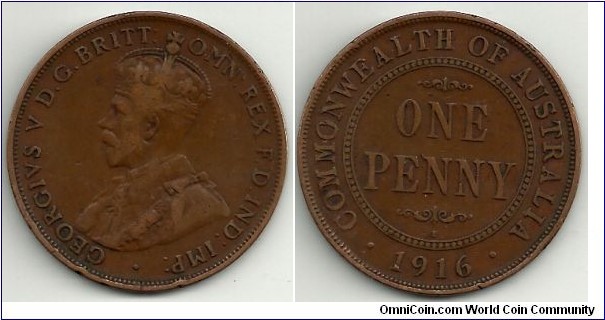 GEORGIVS V D.G.BRITT: OMN: REX F.D. IND: IMP:
COMMONWEALTH OF AUSTRALIA
ONE
PENNY
· 1916 ·
OmniCoin.com World Coin Community